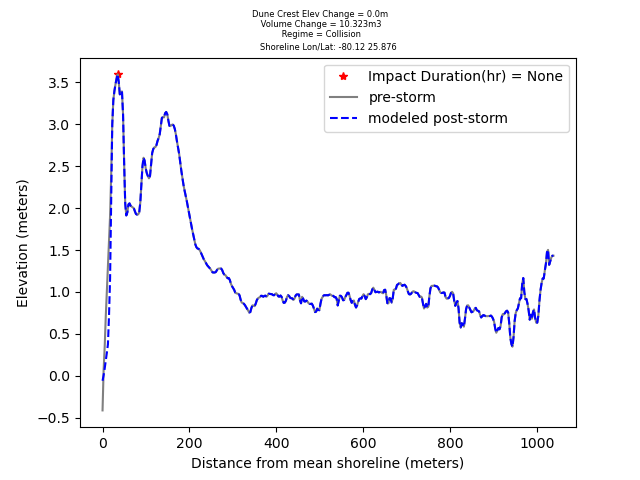 Dune Crest Elev Change = 0.0m
Volume Change = 10.323m3
Regime = Collision
Shoreline Lon/Lat: -80.12 25.876
Impact Duration(hr) = None
pre-storm
modeled post-storm
Elevation (meters)
3.5
3.0
2.5
2.0
1.5
1.0
0.5
0.0
−0.5
0 200 400 600 800 1000
Distance from mean shoreline (meters)